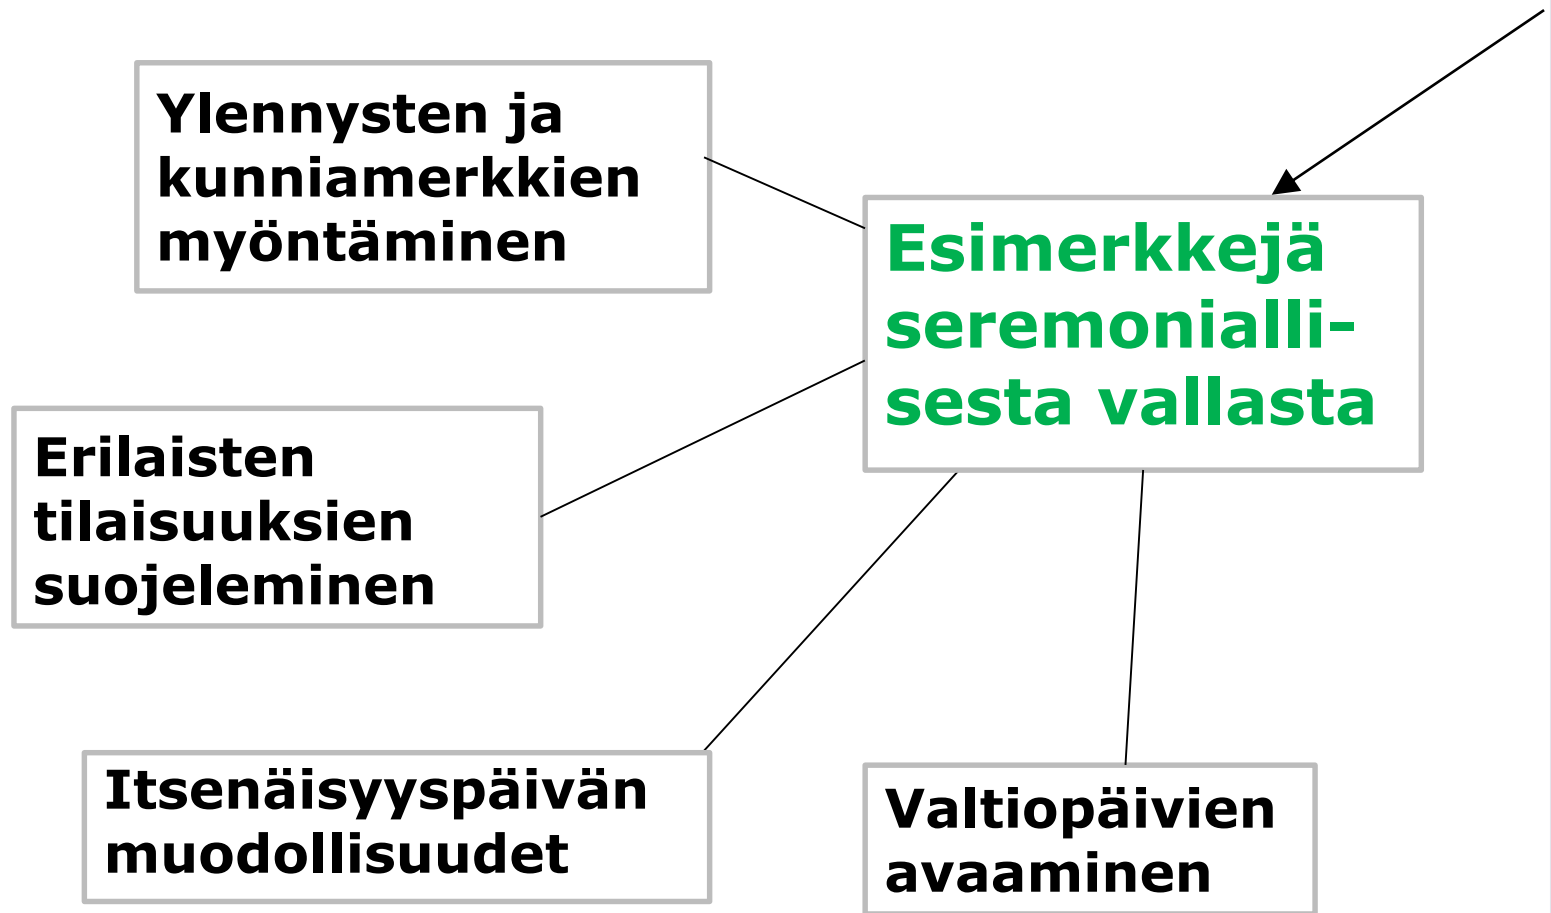 Ylennysten ja
kunniamerkkien
myöntäminen
Esimerkkejä
seremonialli-
sesta vallasta
Erilaisten
tilaisuuksien
suojeleminen
Itsenäisyyspäivän
muodollisuudet
Valtiopäivien
avaaminen